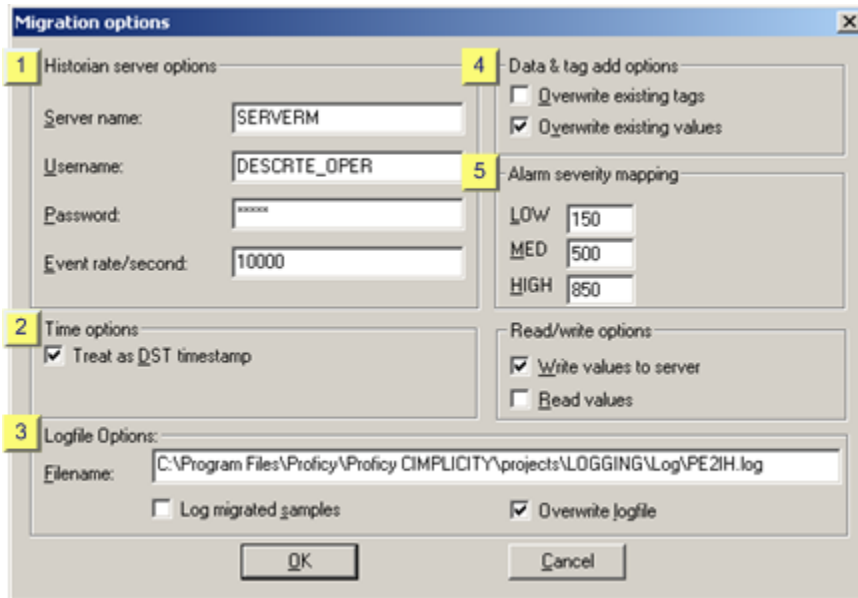 Migration options
1 Historian server options
Server name: SERVERM
Username: DESCRTE_OPER
Password: *****
Event rate/second: 10000
2 Time options
Treat as DST timestamp
4 Data & tag add options
Overwrite existing tags
Overwrite existing values
5 Alarm severity mapping
LOW 150
MED 500
HIGH 850
Read/write options
Write values to server
Read values
3 Logfile Options:
Filename: C:\Program Files\Proficy\Proficy CIMPLICITY\projects\LOGGING\Log\PE2IH.log
Log migrated samples
Overwrite logfile
OK
Cancel